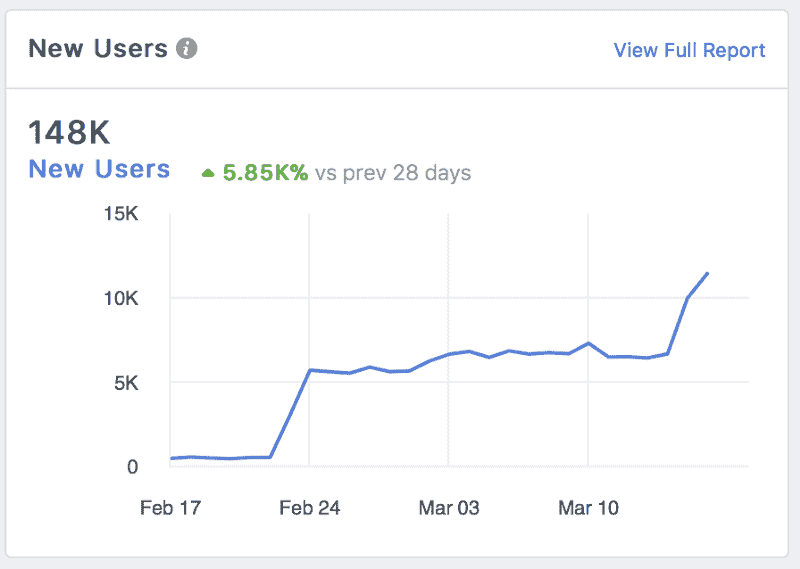 New Users
View Full Report
148K
New Users
5.85K% vs prev 28 days
15K
10K
5K
0
Feb 17 Feb 24 Mar 03 Mar 10